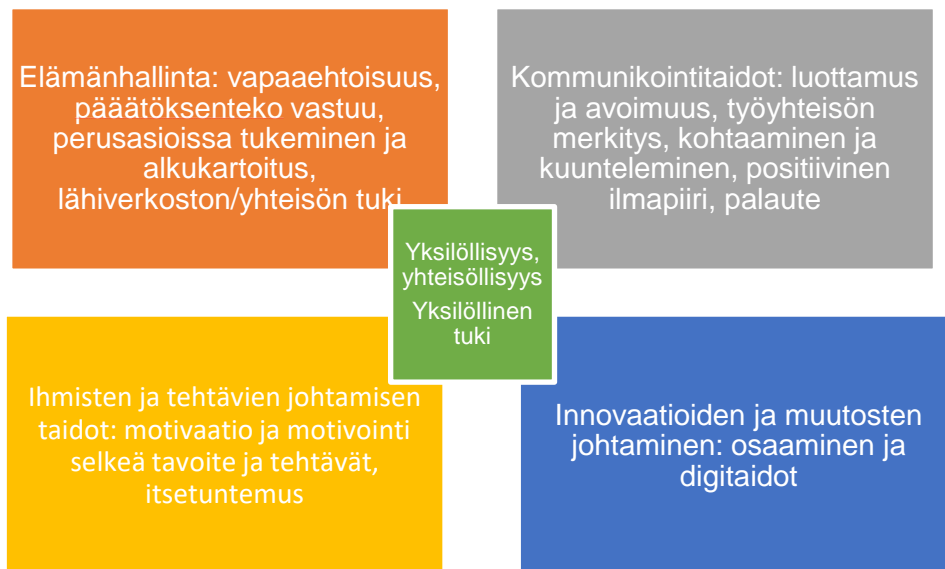 Elämänhallinta: vapaaehtoisuus,
pääätöksenteko vastuu,
perusasioissa tukeminen ja
alkukartoitus,
lähiverkoston/yhteisön tuki
Kommunikointitaidot: luottamus
ja avoimuus, työyhteisön
merkitys, kohtaaminen ja
kuunteleminen, positiivinen
ilmapiiri, palaute
Yksilöllisyys,
yhteisöllisyys
Yksilöllinen
tuki
Ihmisten ja tehtävien johtamisen
taidot: motivaatio ja motivointi
selkeä tavoite ja tehtävät,
itsetuntemus
Innovaatioiden ja muutosten
johtaminen: osaaminen ja
digitaidot